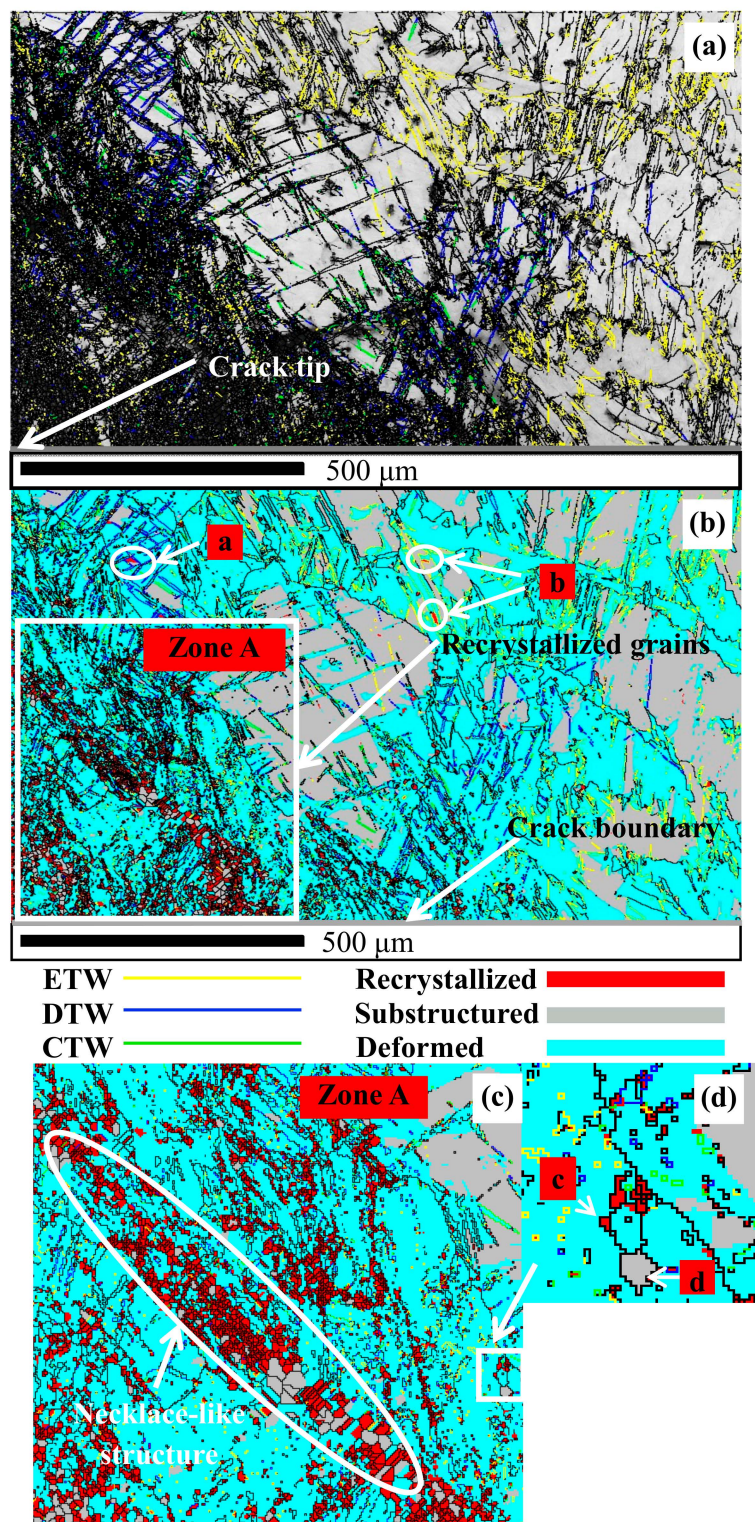 (a)
Crack tip
500 μm
(b)
a
b
Zone A
Recrystallized grains
Crack boundary
500 μm
ETW
Recrystallized
DTW
Substructured
CTW
Deformed
Zone A
(c)
(d)
c
d
Necklace-like
structure